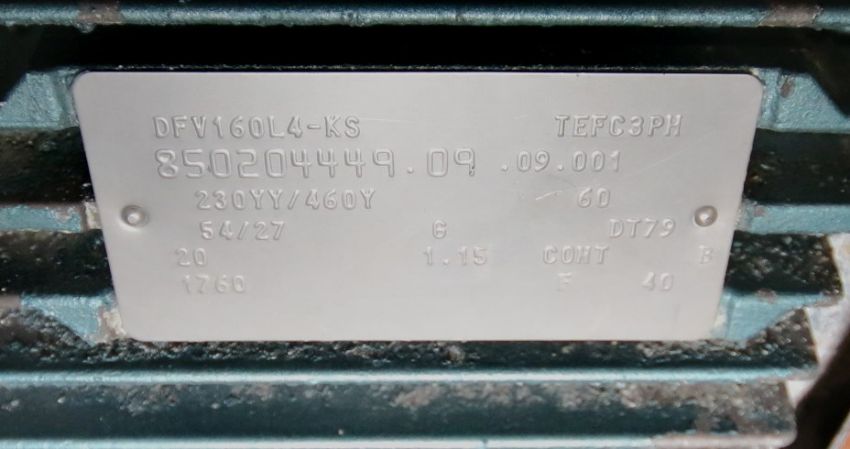 DFV160L4-KS TEFC3PH
850204449.09 .09.001
230YY/460Y 60
54/27 G DT79
20 1.15 CONT B
1760 F 40